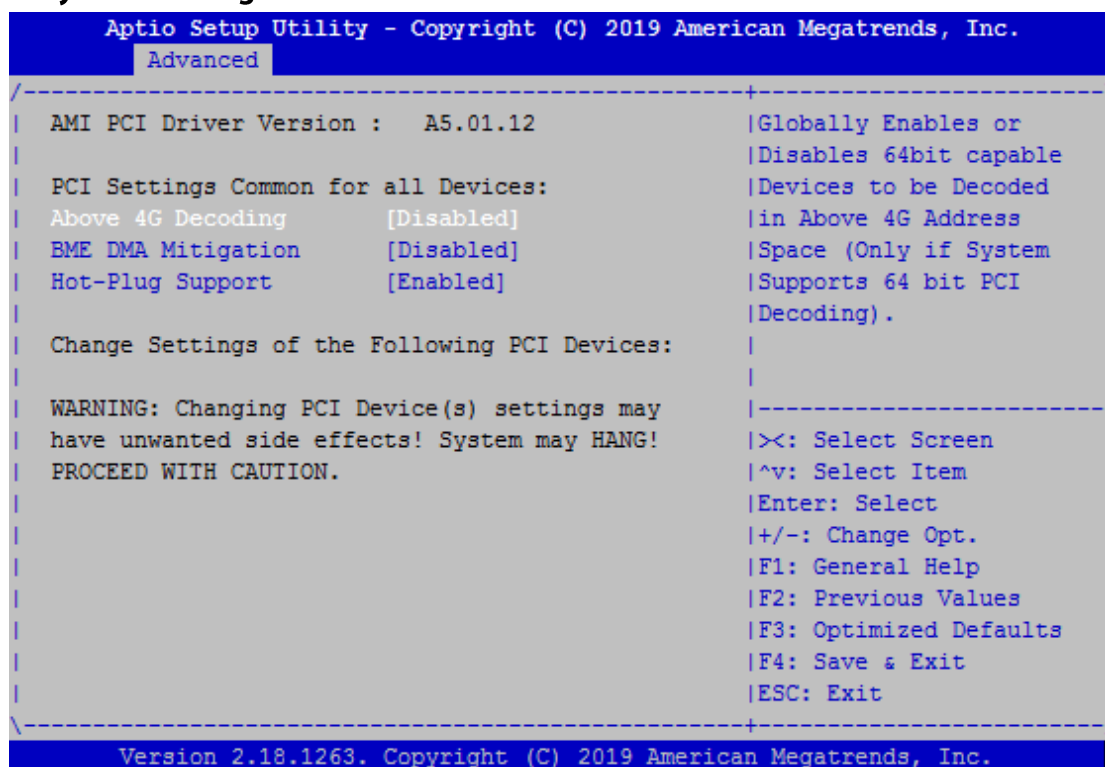 Aptio Setup Utility - Copyright (C) 2019 American Megatrends, Inc.
Advanced
/----------------------------------------------------+-------------------------
| AMI PCI Driver Version : A5.01.12 |Globally Enables or
| |Disables 64bit capable
| PCI Settings Common for all Devices: |Devices to be Decoded
| Above 4G Decoding [Disabled] |in Above 4G Address
| BME DMA Mitigation [Disabled] |Space (Only if System
| Hot-Plug Support [Enabled] |Supports 64 bit PCI
| |Decoding).
| Change Settings of the Following PCI Devices: |
| |
| WARNING: Changing PCI Device(s) settings may |-------------------------
| have unwanted side effects! System may HANG! |><: Select Screen
| PROCEED WITH CAUTION. |^v: Select Item
| |Enter: Select
| |+/-: Change Opt.
| |F1: General Help
| |F2: Previous Values
| |F3: Optimized Defaults
| |F4: Save & Exit
| |ESC: Exit
\----------------------------------------------------+-------------------------
Version 2.18.1263. Copyright (C) 2019 American Megatrends, Inc.